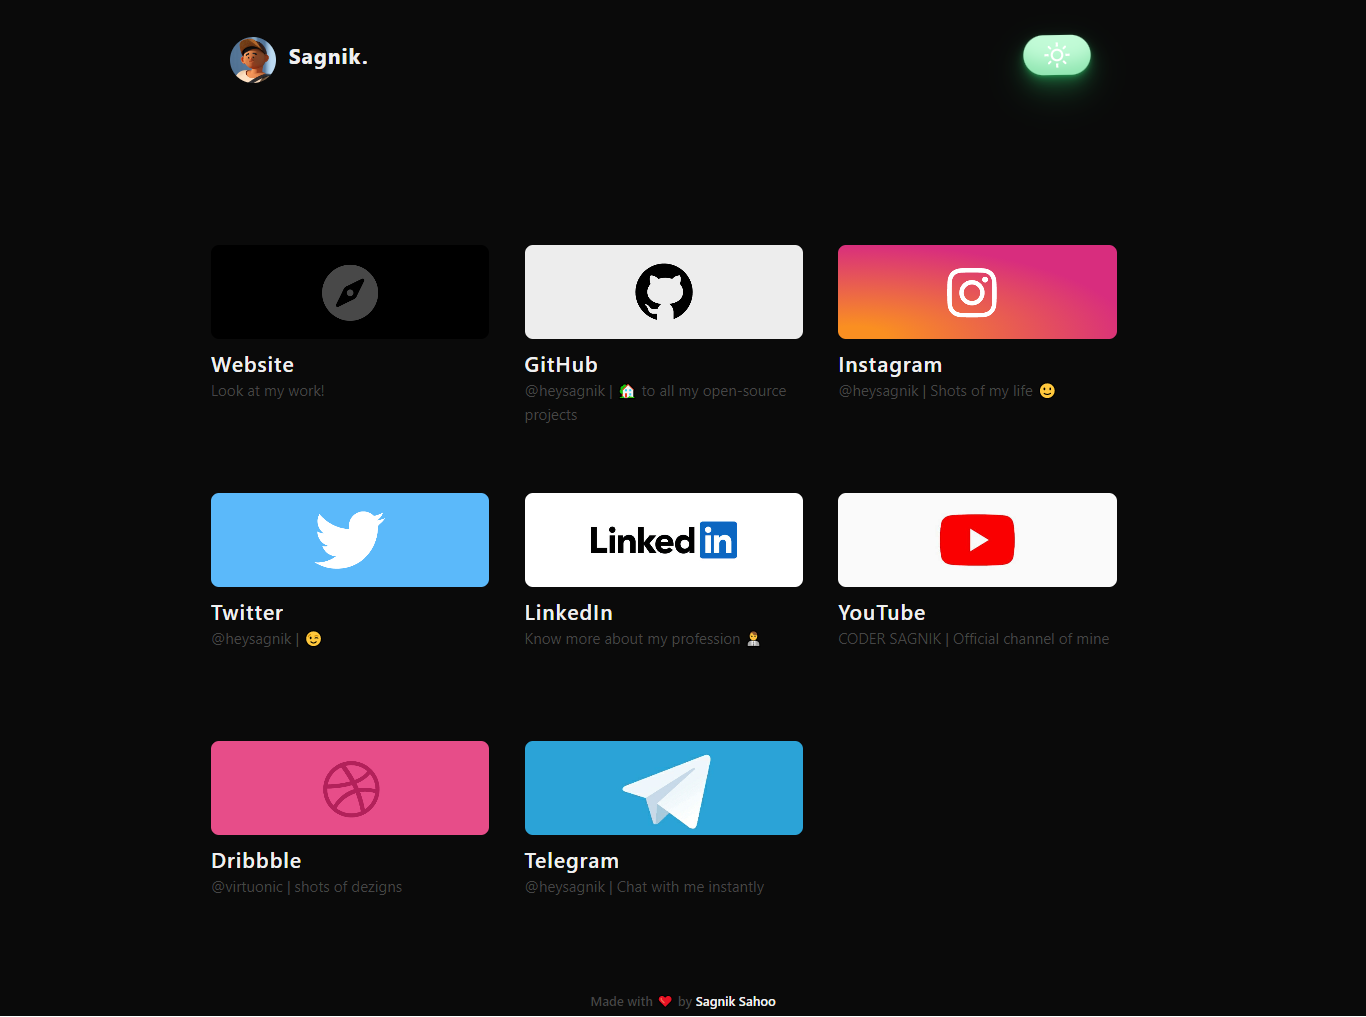 Sagnik.
Website
Look at my work!
GitHub
@heysagnik | 🏡 to all my open-source
projects
Instagram
@heysagnik | Shots of my life 🙂
Linked in
Twitter
@heysagnik | 😉
LinkedIn
Know more about my profession 👨‍💼
YouTube
CODER SAGNIK | Official channel of mine
Dribbble
@virtuonic | shots of dezigns
Telegram
@heysagnik | Chat with me instantly
Made with ❤ by Sagnik Sahoo